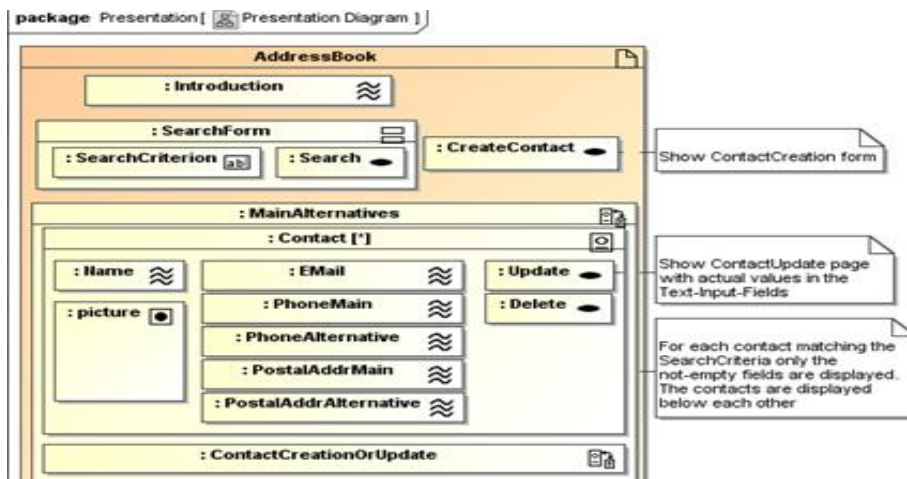 package Presentation [ Presentation Diagram ]
AddressBook
: Introduction
: SearchForm
: SearchCriterion ab
: Search
: CreateContact
Show ContactCreation form
: MainAlternatives
: Contact [*]
: Name
: EMail
: Update
Show ContactUpdate page
with actual values in the
Text-Input-Fields
: picture
: PhoneMain
: Delete
: PhoneAlternative
: PostalAddrMain
: PostalAddrAlternative
For each contact matching the
SearchCriteria only the
not-empty fields are displayed.
The contacts are displayed
below each other
: ContactCreationOrUpdate